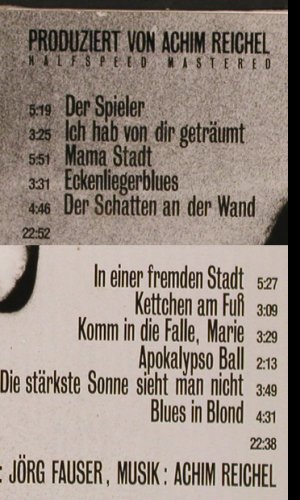 PRODUZIERT VON ACHIM REICHEL
HALFSPEED MASTERED
5:19 Der Spieler
3:25 Ich hab von dir geträumt
5:51 Mama Stadt
3:31 Eckenliegerblues
4:46 Der Schatten an der Wand
22:52
In einer fremden Stadt 5:27
Kettchen am Fuß 3:09
Komm in die Falle, Marie 3:29
Apokalypso Ball 2:13
Die stärkste Sonne sieht man nicht 3:49
Blues in Blond 4:31
22:38
: JÖRG FAUSER, MUSIK: ACHIM REICHEL